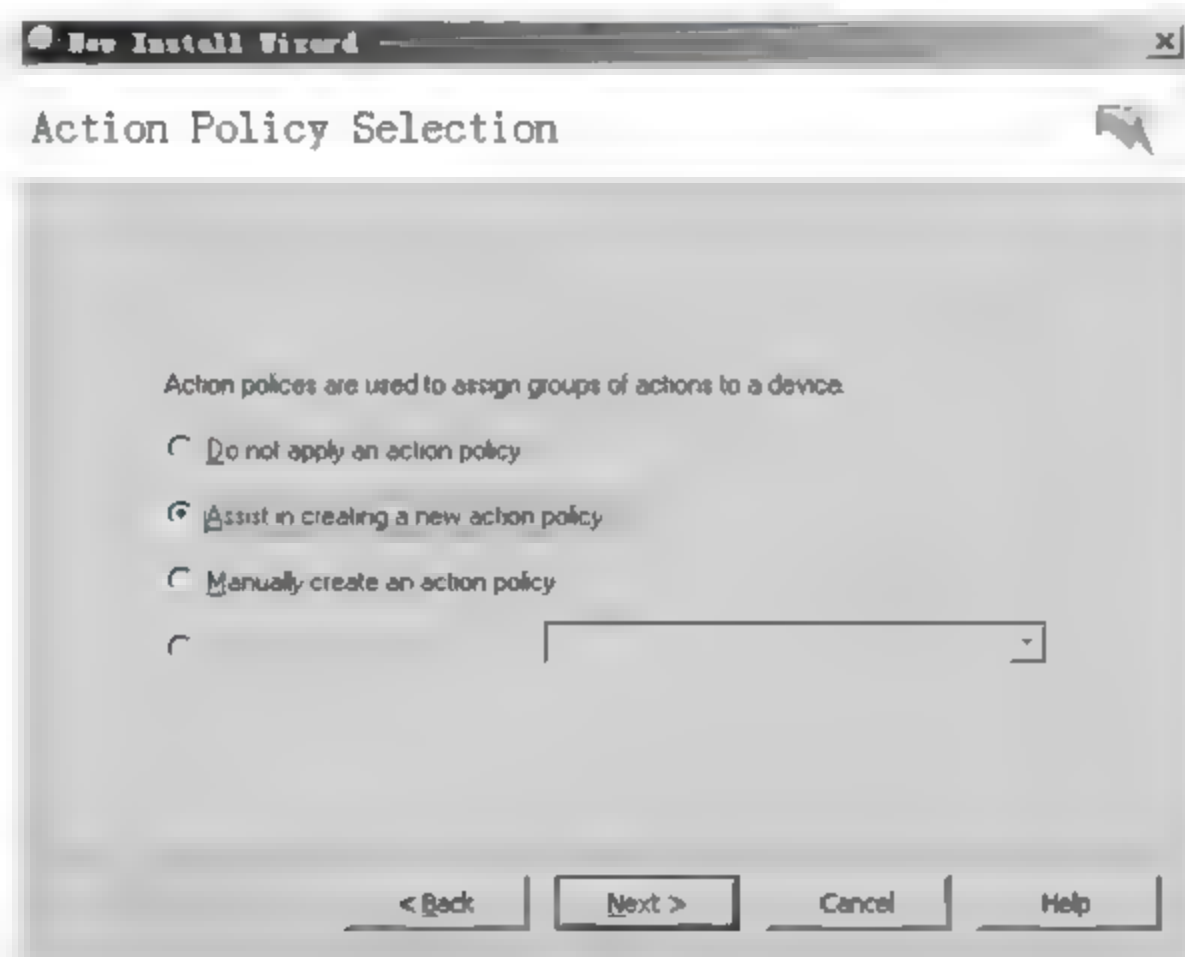 New Install Wizard
Action Policy Selection
Action polices are used to assign groups of actions to a device.
Do not apply an action policy
Assist in creating a new action policy
Manually create an action policy
< Back Next > Cancel Help